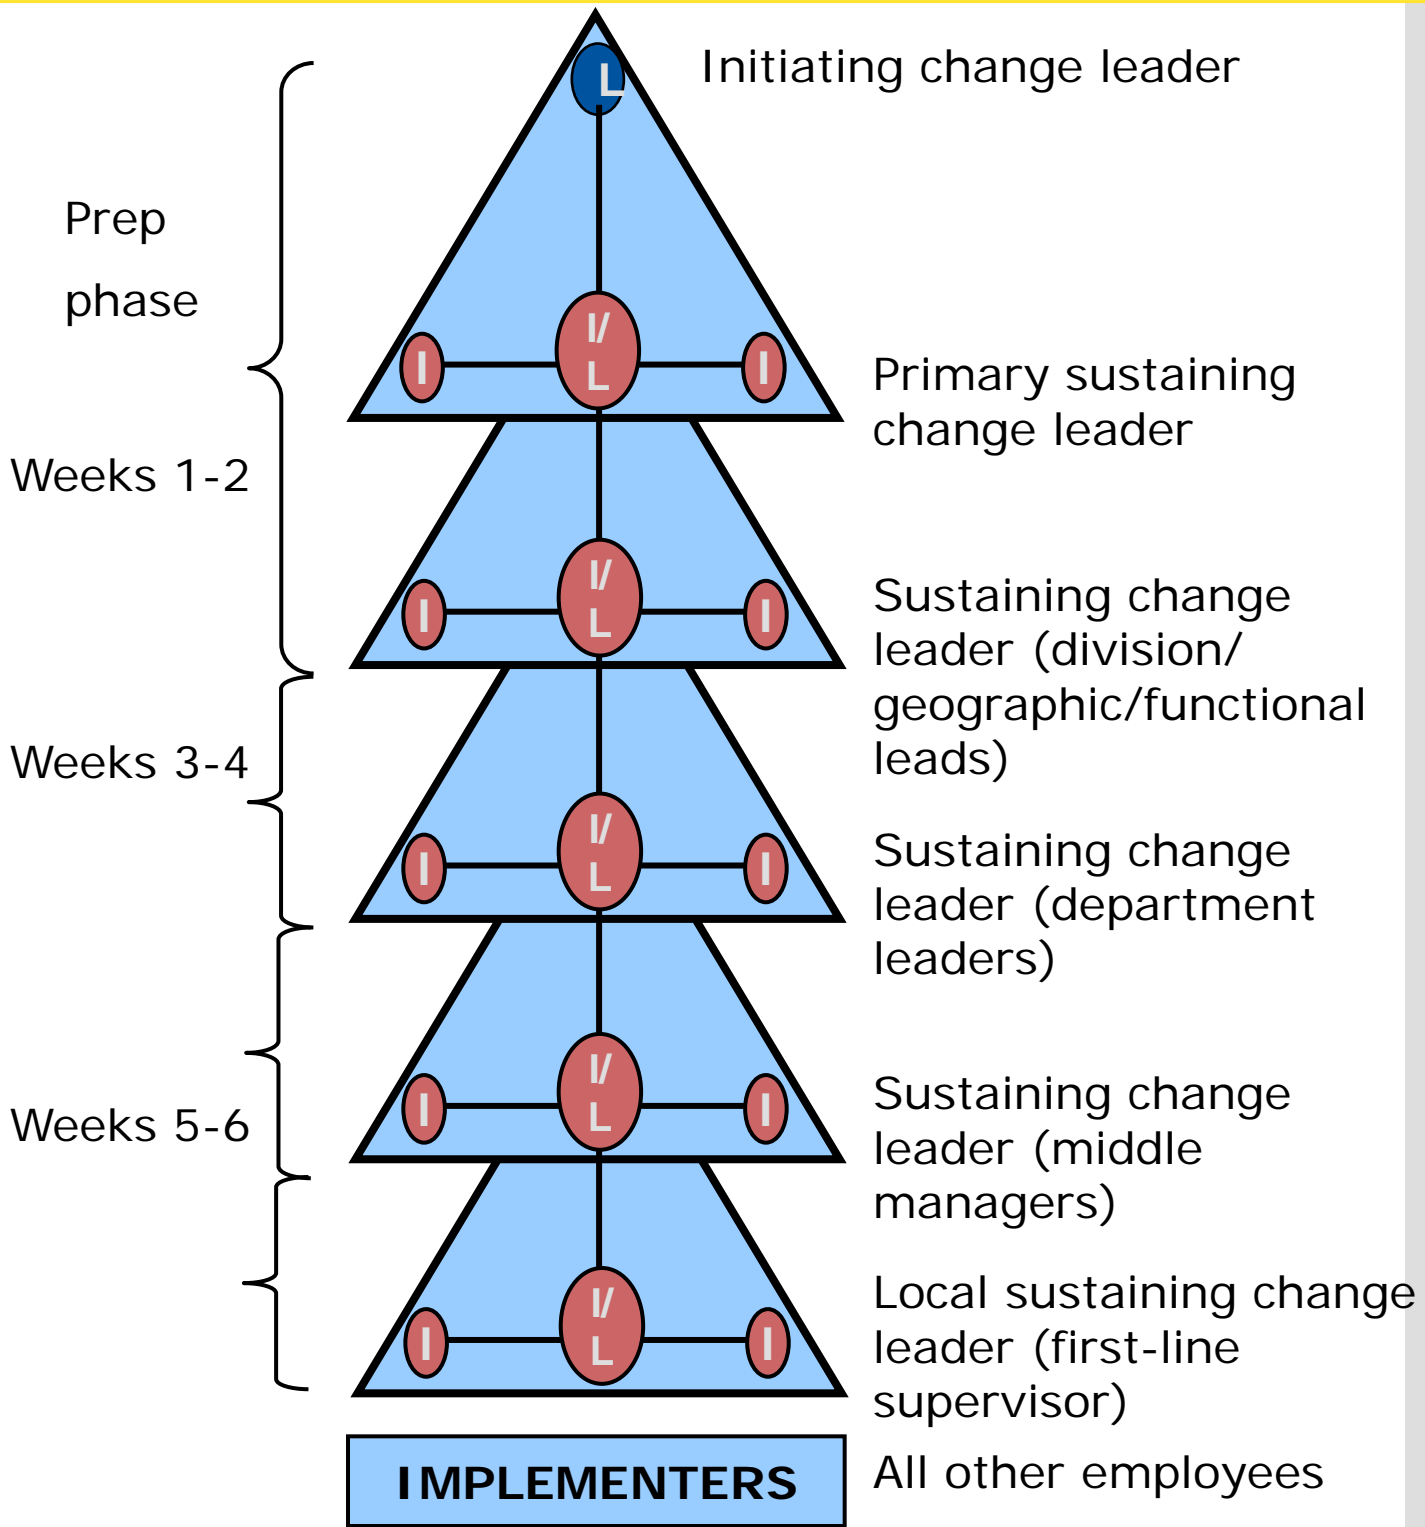 L
Initiating change leader
Prep
phase
I
I/
L
I
Primary sustaining
change leader
Weeks 1-2
I
I/
L
I
Sustaining change
leader (division/
geographic/functional
leads)
Weeks 3-4
I
I/
L
I
Sustaining change
leader (department
leaders)
Weeks 5-6
I
I/
L
I
Sustaining change
leader (middle
managers)
I
I/
L
I
Local sustaining change
leader (first-line
supervisor)
IMPLEMENTERS
All other employees